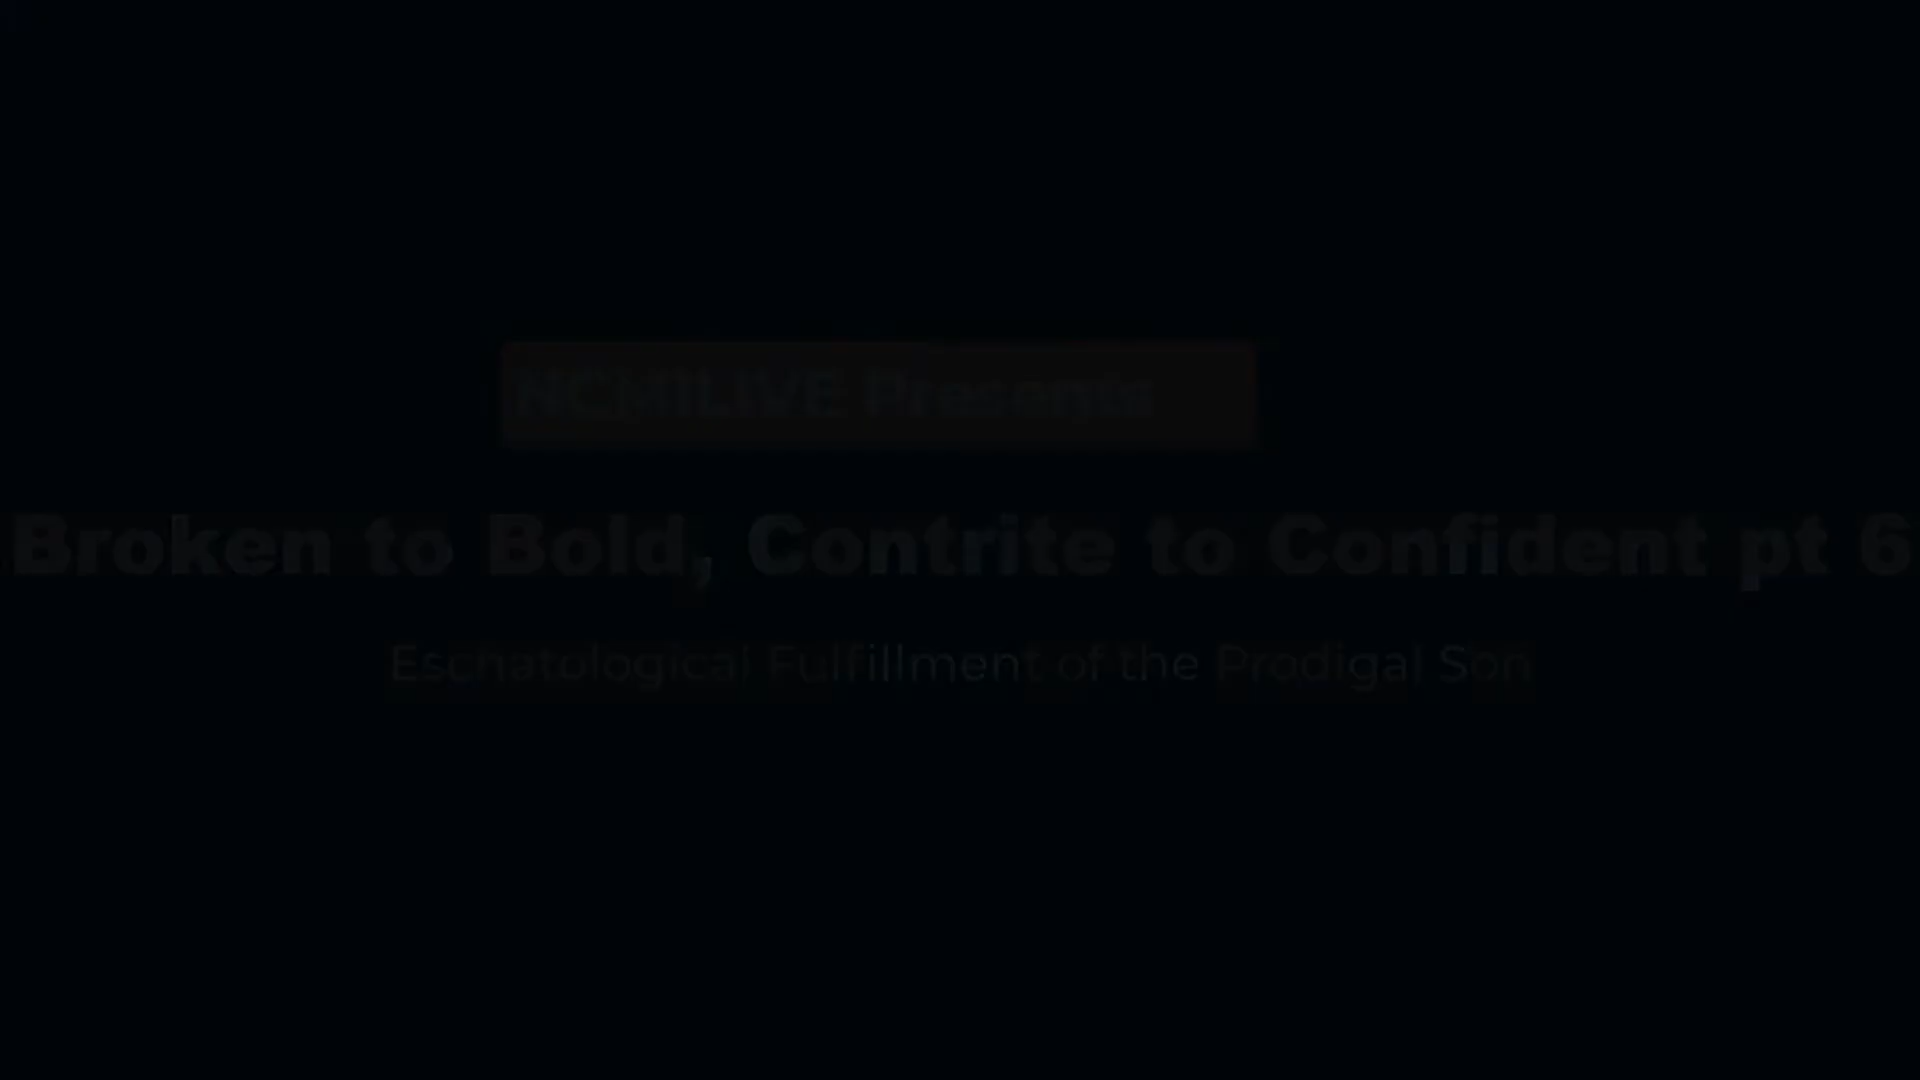 NCMILIVE Presents
Broken to Bold, Contrite to Confident pt 6
Eschatological Fulfillment of the Prodigal Son